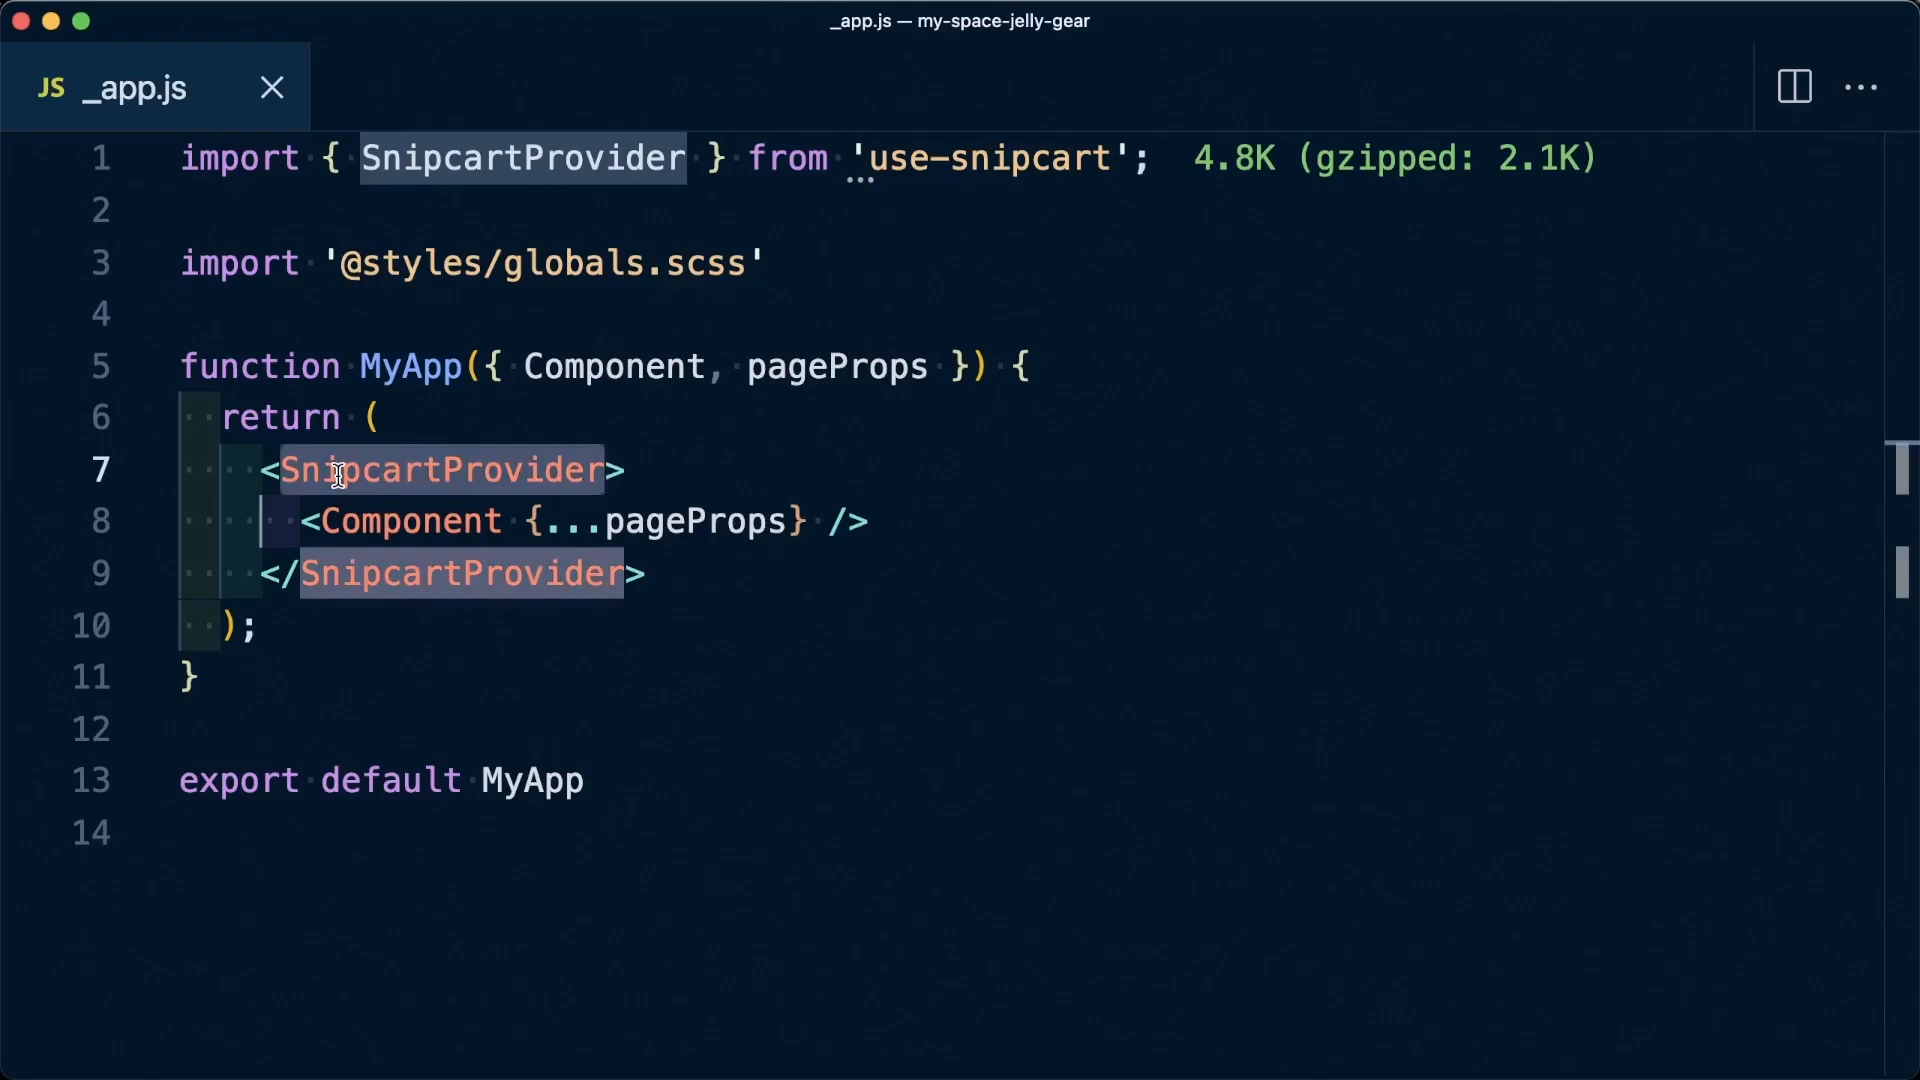 _app.js — my-space-jelly-gear
JS _app.js
1 import { SnipcartProvider } from 'use-snipcart'; 4.8K (gzipped: 2.1K)
2
3 import '@styles/globals.scss'
4
5 function MyApp({ Component, pageProps }) {
6 return (
7 <SnipcartProvider>
8 <Component {...pageProps} />
9 </SnipcartProvider>
10 );
11 }
12
13 export default MyApp
14